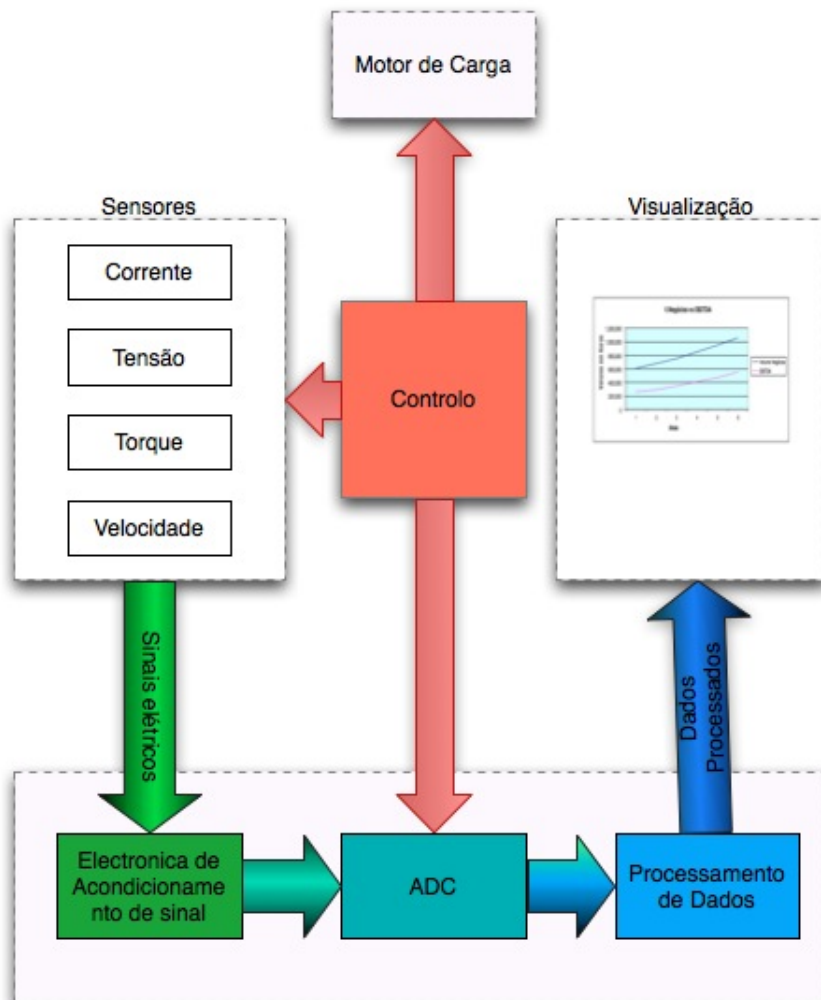 Motor de Carga
Sensores
Visualização
Corrente
Tensão
Torque
Velocidade
Controlo
Sinais elétricos
Dados
Processados
Electronica de
Acondicioname
nto de sinal
ADC
Processamento
de Dados